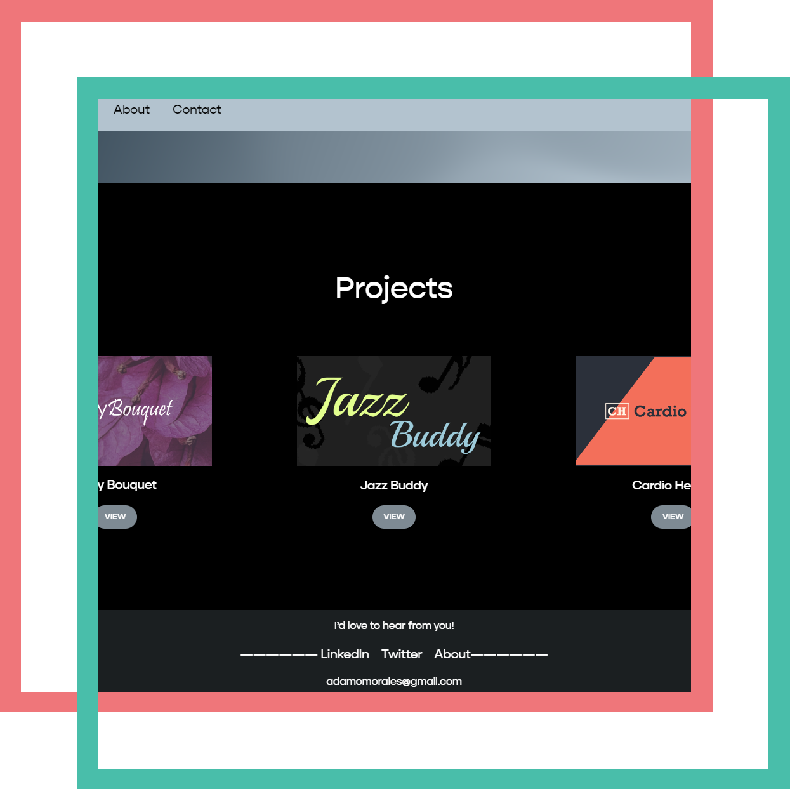 About Contact
Projects
yBouquet
Jazz
Buddy
CH Cardio
y Bouquet
Jazz Buddy
Cardio He
VIEW
VIEW
VIEW
I'd love to hear from you!
LinkedIn Twitter About
adamomorales@gmail.com